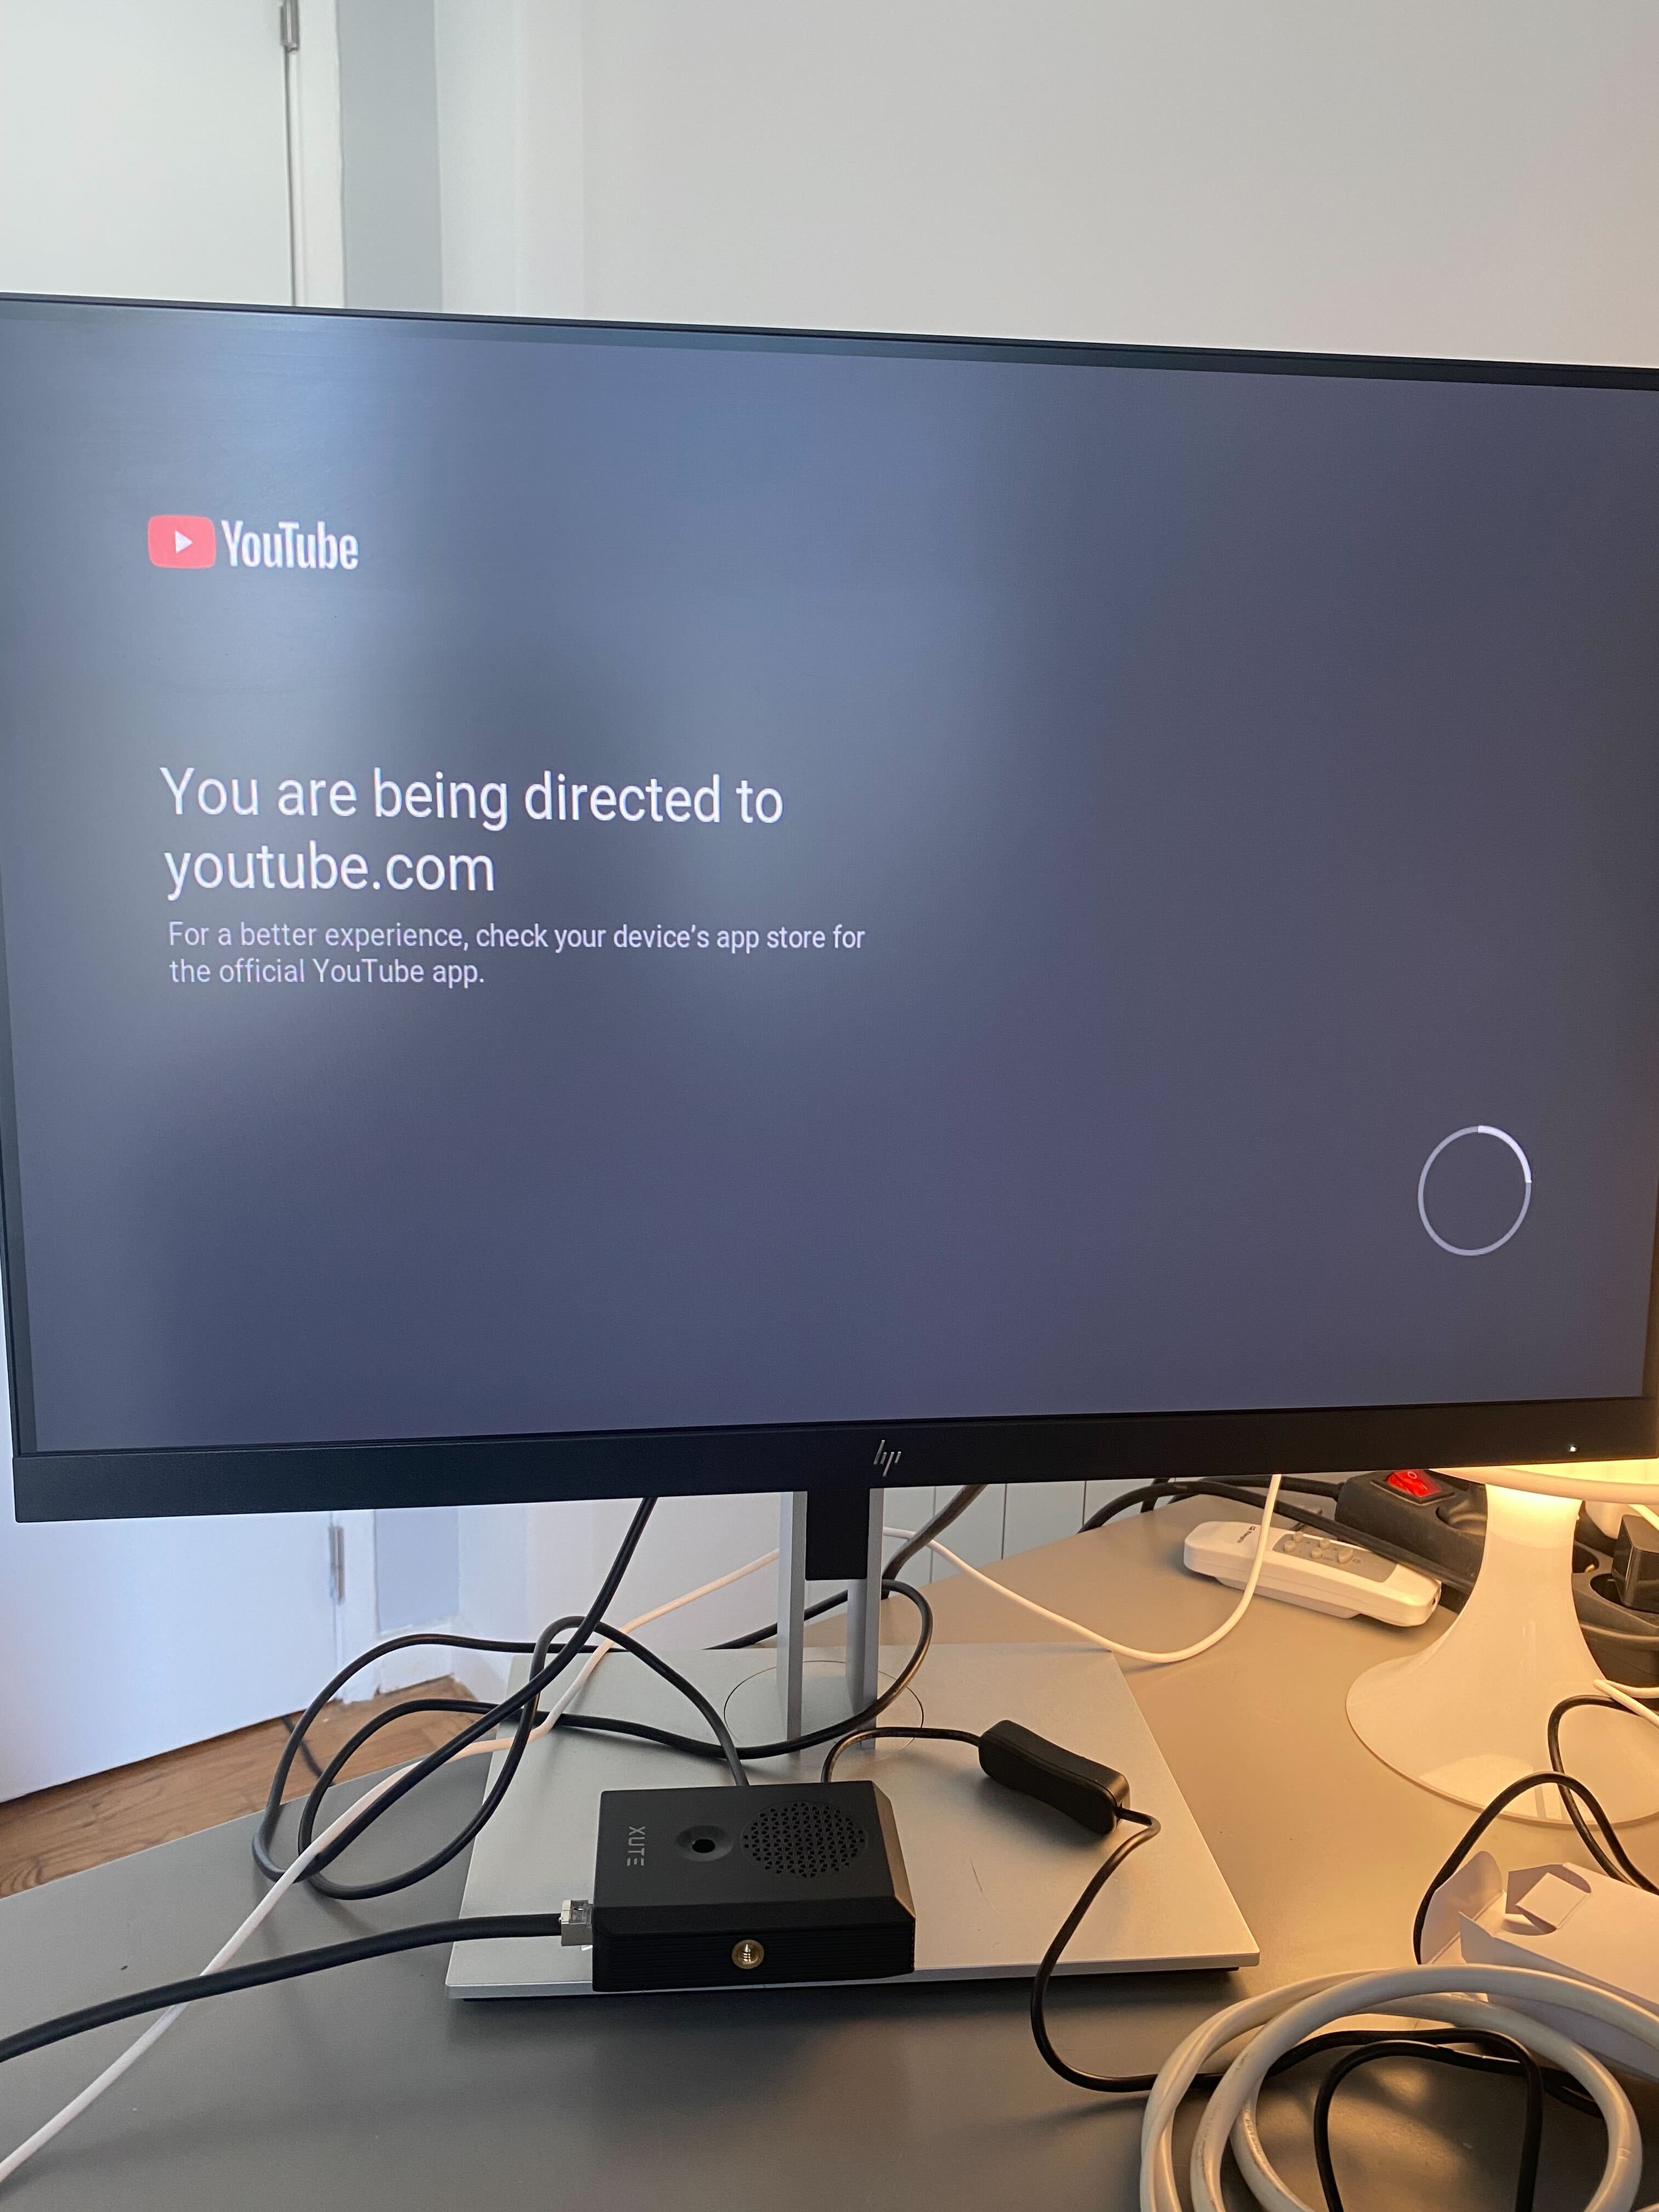 YouTube
You are being directed to
youtube.com
For a better experience, check your device's app store for
the official YouTube app.
hp
XUTE